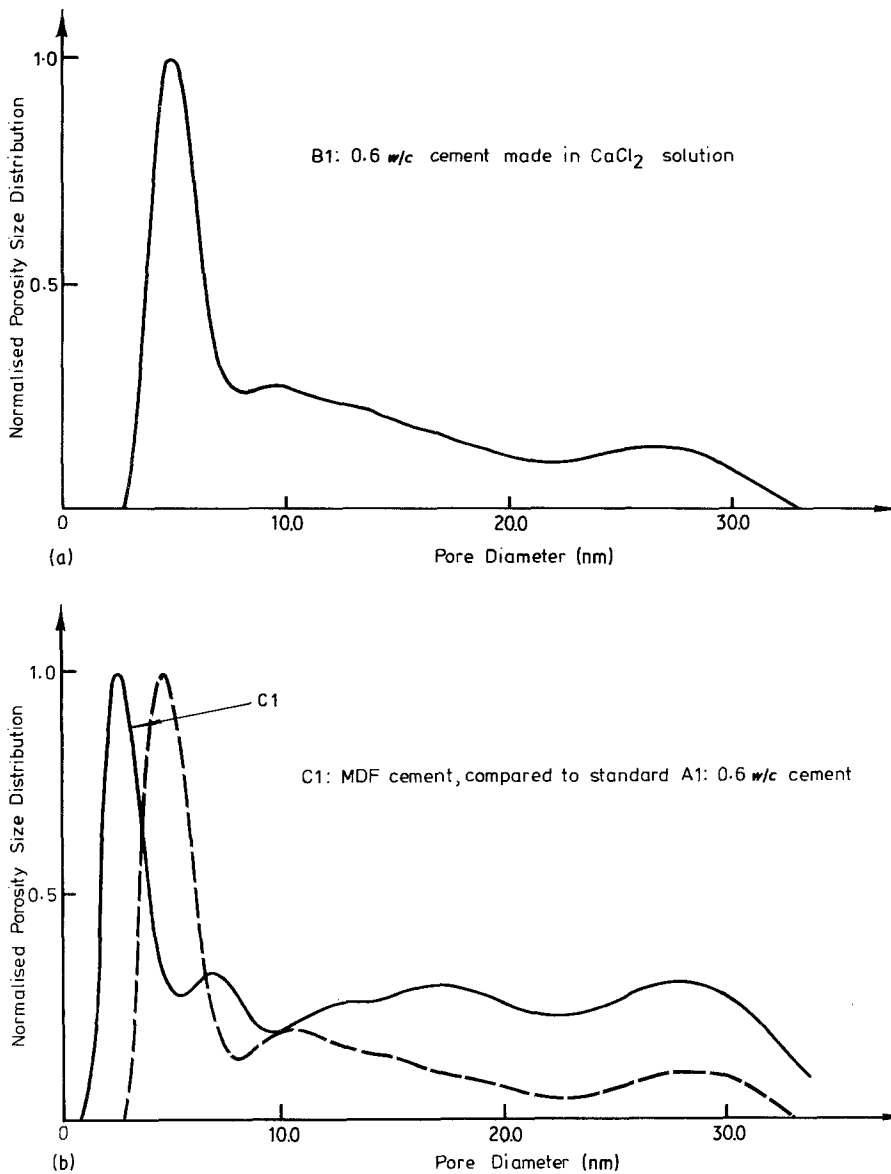 Normalised Porosity Size Distribution
1.0
0.5
B1: 0.6 w/c cement made in CaCl₂ solution
0
10.0
20.0
30.0
(a)
Pore Diameter (nm)
Normalised Porosity Size Distribution
1.0
0.5
C1
C1: MDF cement, compared to standard A1: 0.6 w/c cement
0
10.0
20.0
30.0
(b)
Pore Diameter (nm)